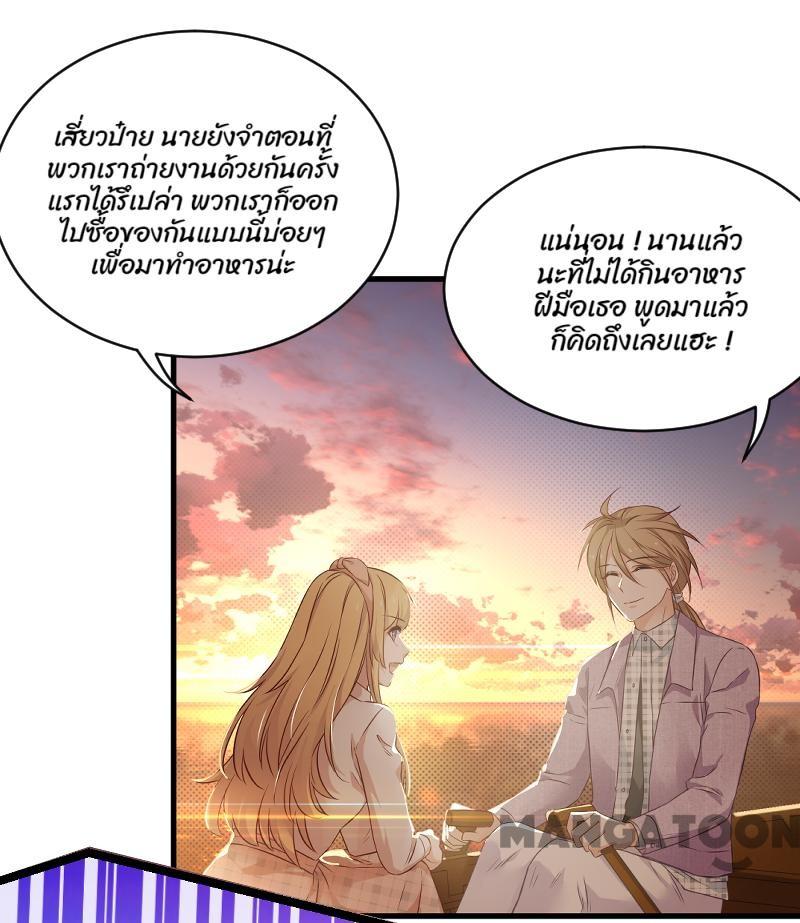 เสี่ยวป๋าย นายยังจำตอนที่
พวกเราถ่ายงานด้วยกันครั้ง
แรกได้รึเปล่า พวกเราก็ออก
ไปซื้อของกันแบบนี้บ่อยๆ
เพื่อมาทำอาหารน่ะ
แน่นอน ! นานแล้ว
นะที่ไม่ได้กินอาหาร
ฝีมือเธอ พูดมาแล้ว
ก็คิดถึงเลยแฮะ !
MANGATOON